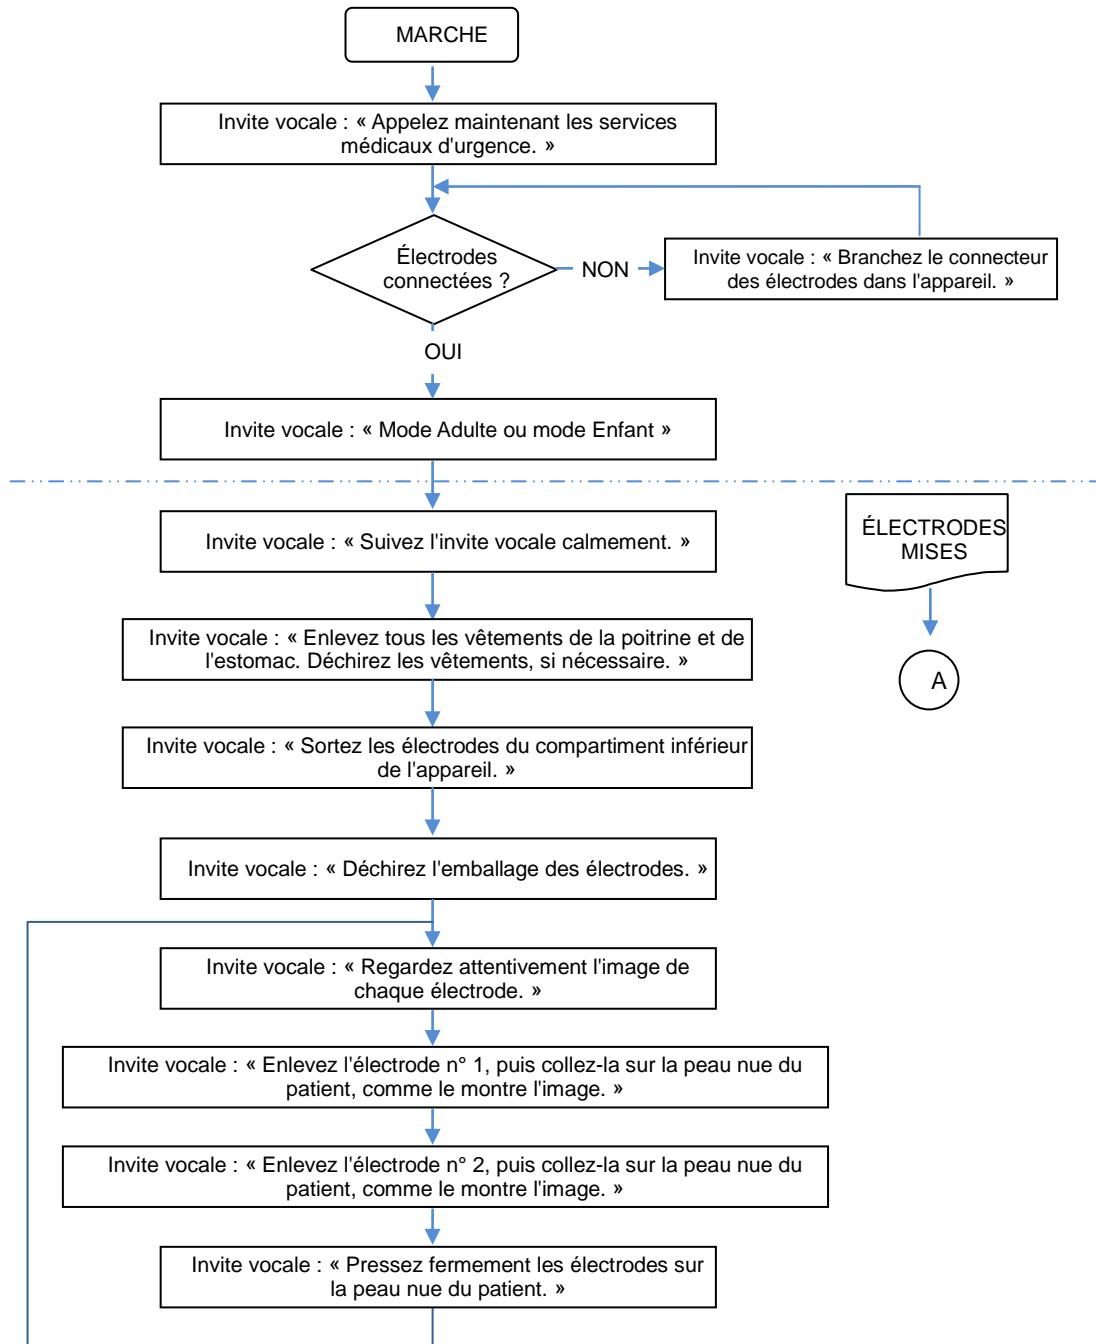 MARCHE
Invite vocale : « Appelez maintenant les services
médicaux d'urgence. »
Électrodes
connectées ?
NON
Invite vocale : « Branchez le connecteur
des électrodes dans l'appareil. »
OUI
Invite vocale : « Mode Adulte ou mode Enfant »
Invite vocale : « Suivez l'invite vocale calmement. »
ÉLECTRODES
MISES
A
Invite vocale : « Enlevez tous les vêtements de la poitrine et de
l'estomac. Déchirez les vêtements, si nécessaire. »
Invite vocale : « Sortez les électrodes du compartiment inférieur
de l'appareil. »
Invite vocale : « Déchirez l'emballage des électrodes. »
Invite vocale : « Regardez attentivement l'image de
chaque électrode. »
Invite vocale : « Enlevez l'électrode n° 1, puis collez-la sur la peau nue du
patient, comme le montre l'image. »
Invite vocale : « Enlevez l'électrode n° 2, puis collez-la sur la peau nue du
patient, comme le montre l'image. »
Invite vocale : « Pressez fermement les électrodes sur
la peau nue du patient. »